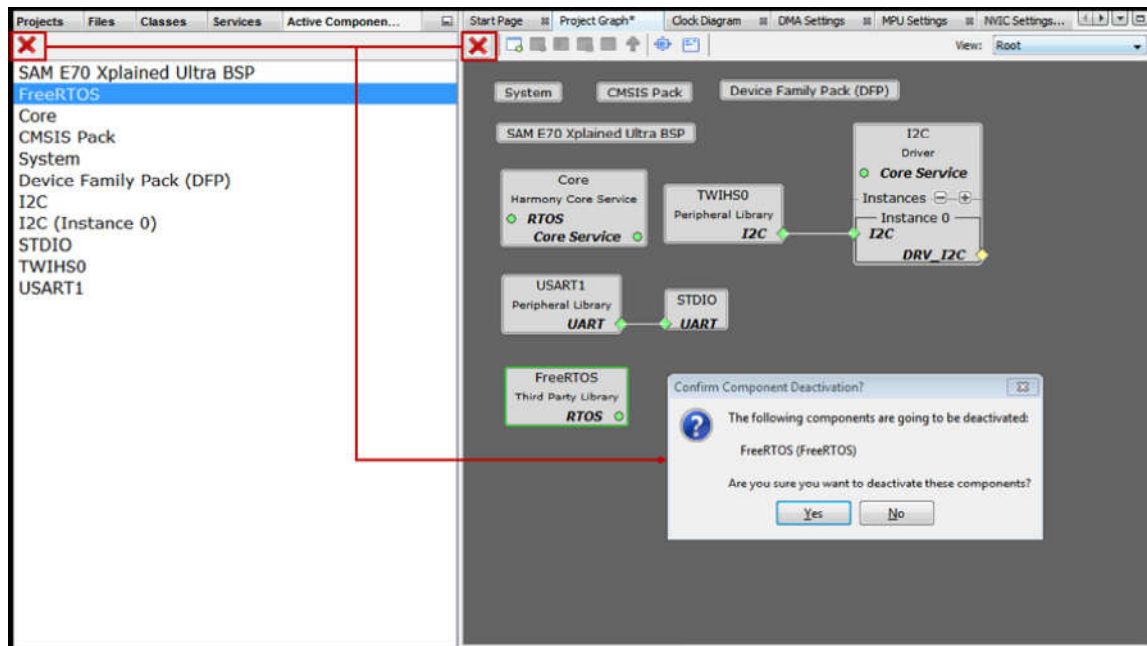 Projects Files Classes Services Active Componen...
Start Page Project Graph* Clock Diagram DMA Settings MPU Settings NVIC Settings...
View: Root
SAM E70 Xplained Ultra BSP
FreeRTOS
Core
CMSIS Pack
System
Device Family Pack (DFP)
I2C
I2C (Instance 0)
STDIO
TWIHS0
USART1
System CMSIS Pack Device Family Pack (DFP)
SAM E70 Xplained Ultra BSP
I2C
Driver
Core Service
Instances
Instance 0
I2C
DRV_I2C
Core
Harmony Core Service
RTOS
Core Service
TWIHS0
Peripheral Library
I2C
USART1
Peripheral Library
UART
STDIO
UART
FreeRTOS
Third Party Library
RTOS
Confirm Component Deactivation?
The following components are going to be deactivated:
FreeRTOS (FreeRTOS)
Are you sure you want to deactivate these components?
Yes No